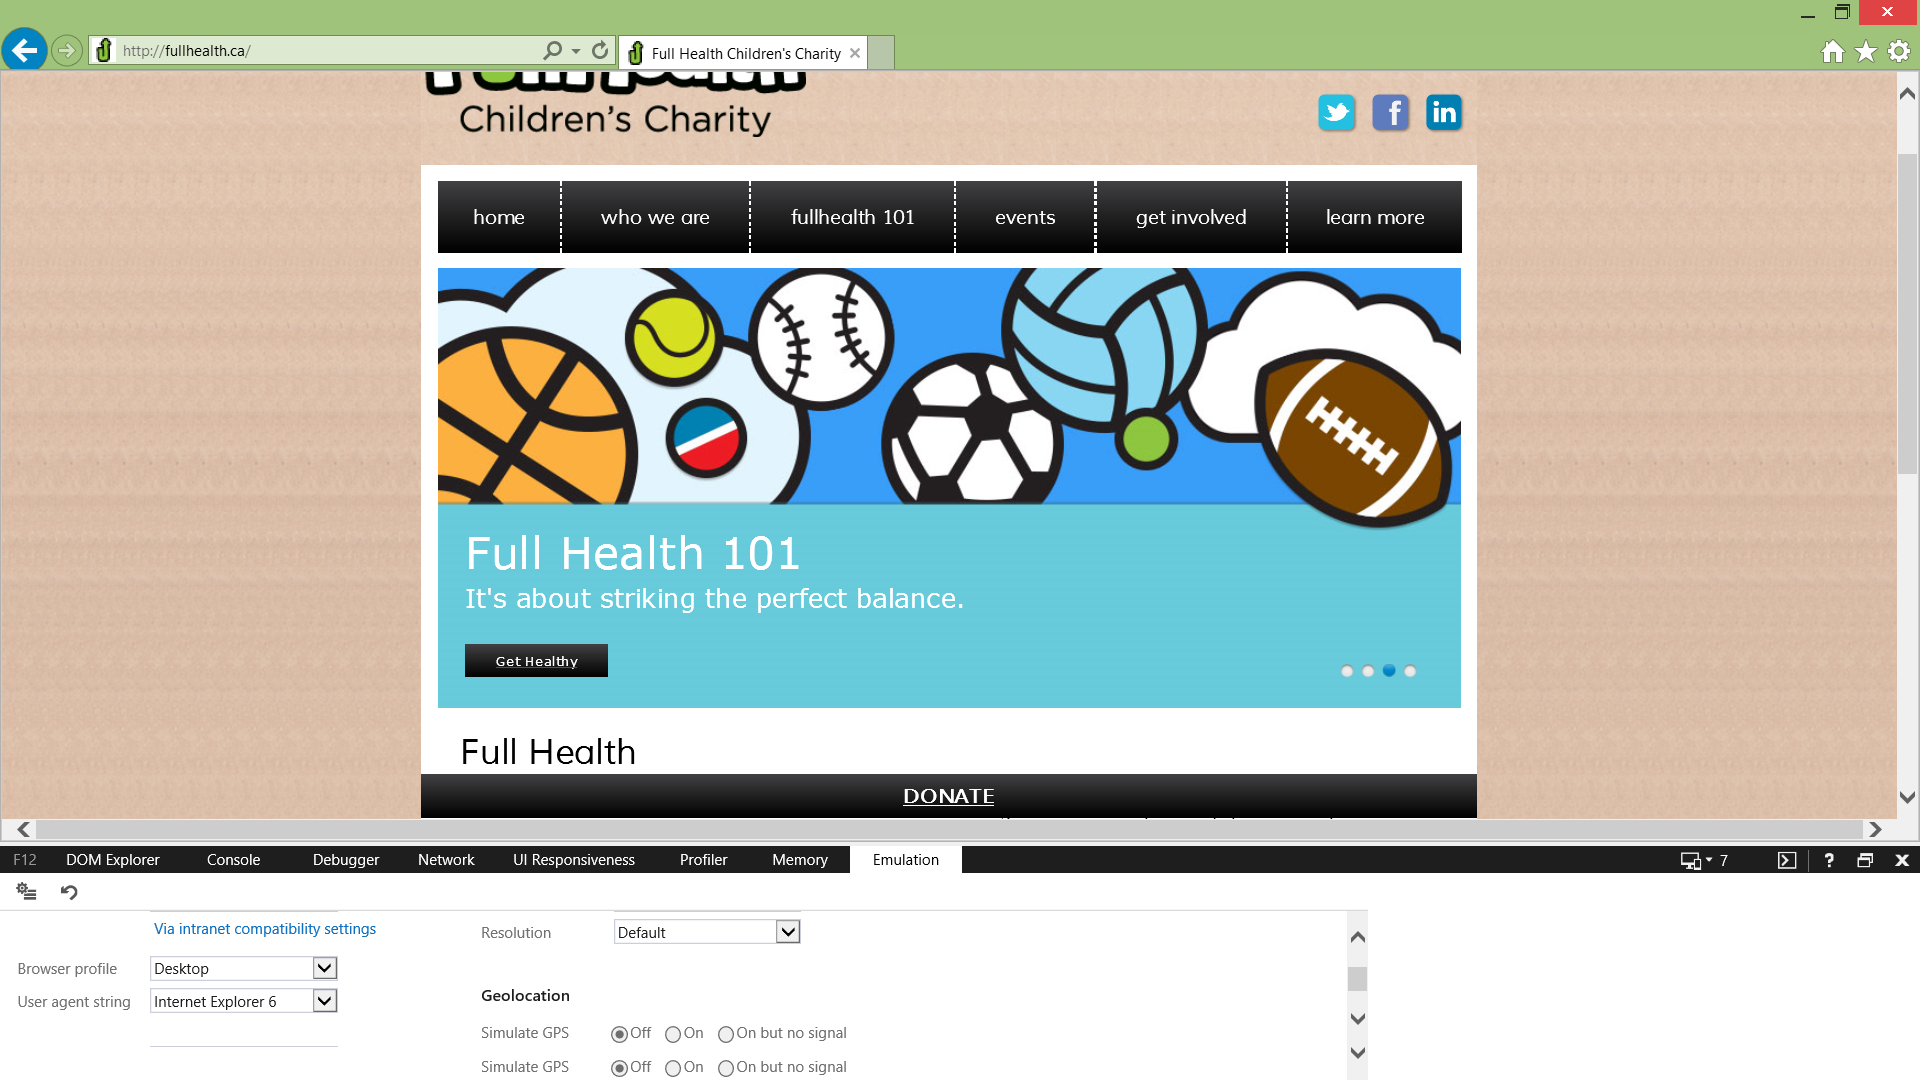 http://fullhealth.ca/
Full Health Children's Charity
Children's Charity
home
who we are
fullhealth 101
events
get involved
learn more
Full Health 101
It's about striking the perfect balance.
Get Healthy
Full Health
DONATE
F12
DOM Explorer
Console
Debugger
Network
UI Responsiveness
Profiler
Memory
Emulation
7
?
Via intranet compatibility settings
Browser profile
Desktop
User agent string
Internet Explorer 6
Resolution
Default
Geolocation
Simulate GPS Off On On but no signal
Simulate GPS Off On On but no signal